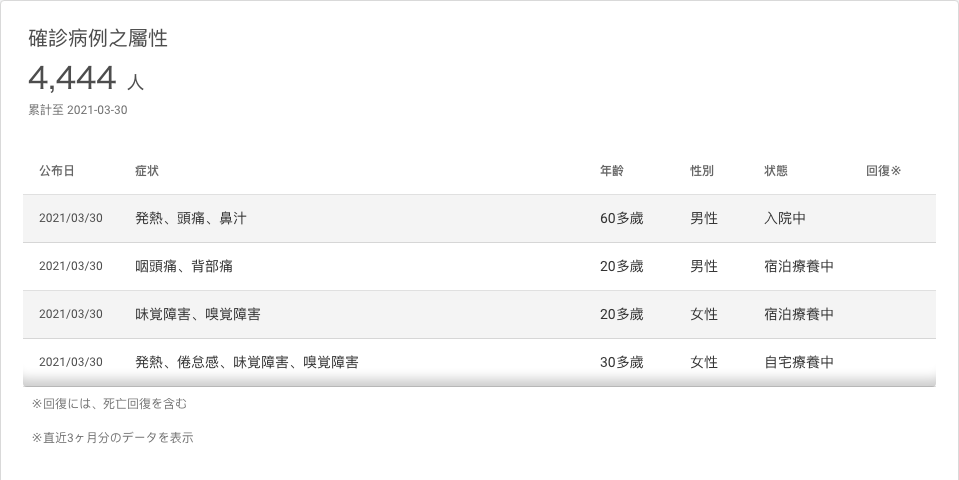 確診病例之屬性
4,444 人
累計至 2021-03-30
公布日 症状 年齢 性別 状態 回復※
2021/03/30 発熱、頭痛、鼻汁 60多歲 男性 入院中
2021/03/30 咽頭痛、背部痛 20多歲 男性 宿泊療養中
2021/03/30 味覚障害、嗅覚障害 20多歲 女性 宿泊療養中
2021/03/30 発熱、倦怠感、味覚障害、嗅覚障害 30多歲 女性 自宅療養中
※回復には、死亡回復を含む
※直近3ヶ月分のデータを表示